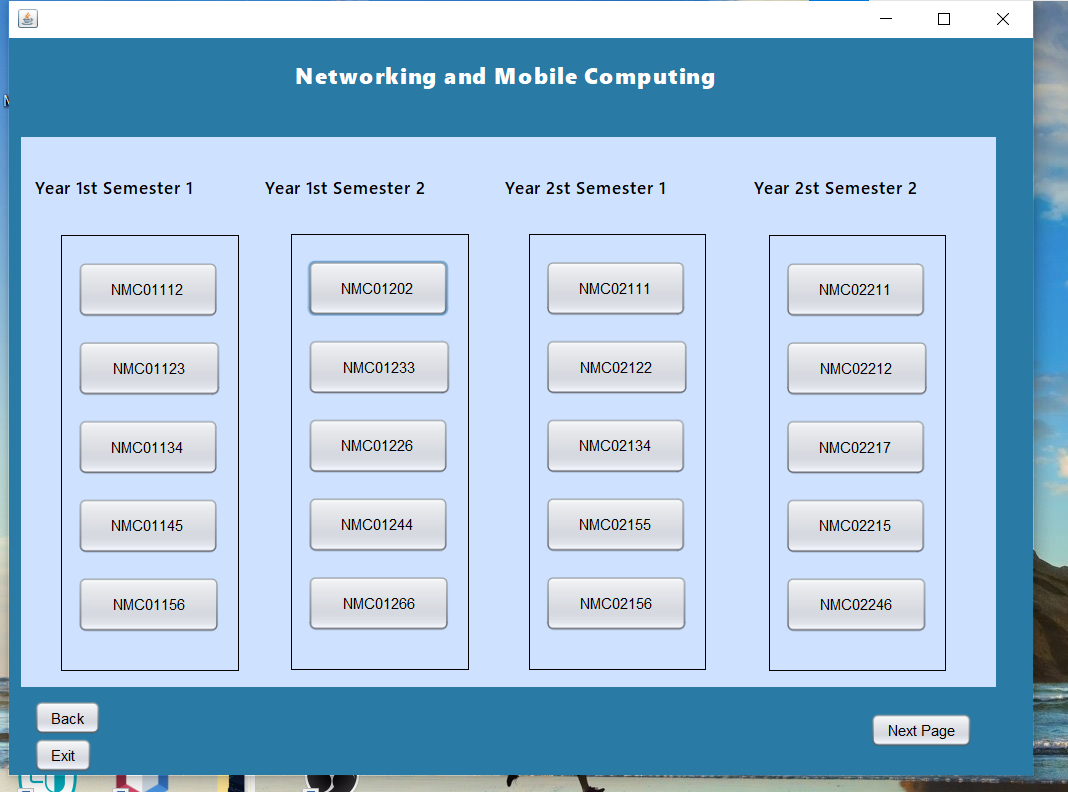 Networking and Mobile Computing
Year 1st Semester 1
Year 1st Semester 2
Year 2st Semester 1
Year 2st Semester 2
NMC01112
NMC01123
NMC01134
NMC01145
NMC01156
NMC01202
NMC01233
NMC01226
NMC01244
NMC01266
NMC02111
NMC02122
NMC02134
NMC02155
NMC02156
NMC02211
NMC02212
NMC02217
NMC02215
NMC02246
Back
Exit
Next Page